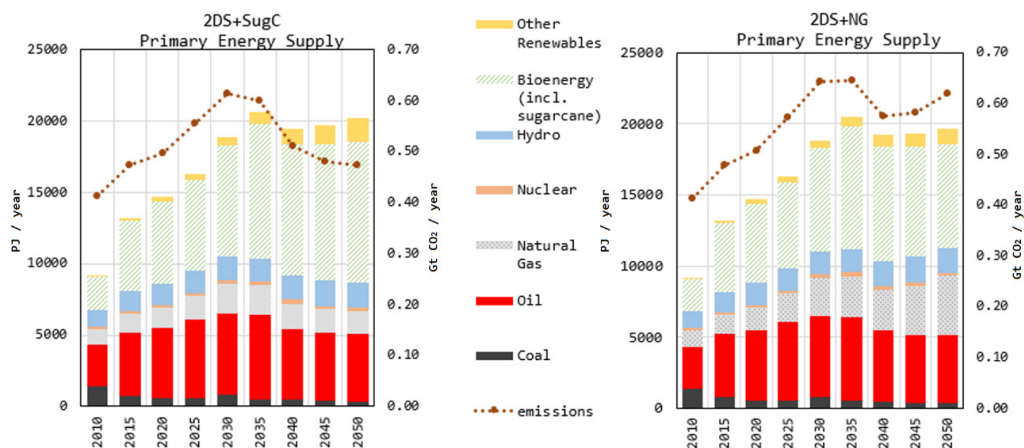 2DS+SugC
Primary Energy Supply
25000
20000
15000
10000
5000
0
PJ / year
0.70
0.60
0.50
0.40
0.30
0.20
0.10
0.00
Gt CO₂ / year
2010
2015
2020
2025
2030
2035
2040
2045
2050
Other
Renewables
Bioenergy
(incl.
sugarcane)
Hydro
Nuclear
Natural
Gas
Oil
Coal
emissions
2DS+NG
Primary Energy Supply
25000
20000
15000
10000
5000
0
PJ / year
0.70
0.60
0.50
0.40
0.30
0.20
0.10
0.00
Gt CO₂ / year
2010
2015
2020
2025
2030
2035
2040
2045
2050